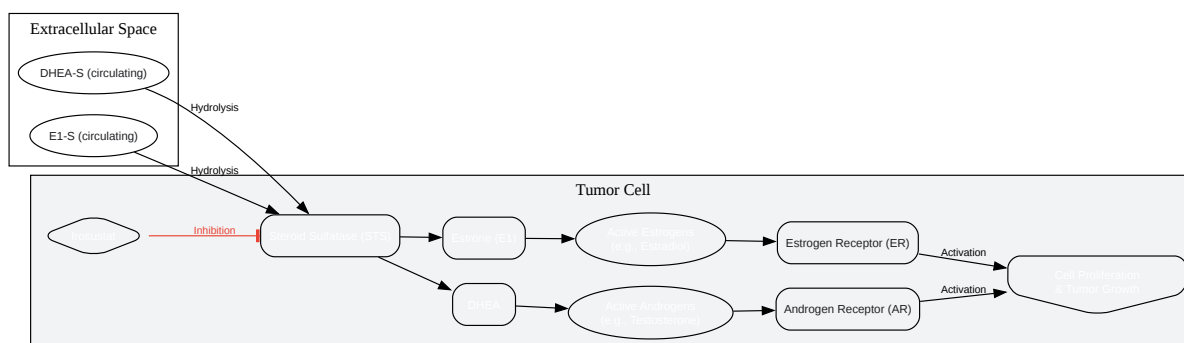 Extracellular Space
DHEA-S (circulating)
Hydrolysis
E1-S (circulating)
Hydrolysis
Tumor Cell
Irosustat
Inhibition
Steroid Sulfatase (STS)
Estrone (E1)
Active Estrogens
(e.g., Estradiol)
Estrogen Receptor (ER)
Activation
Cell Proliferation
& Tumor Growth
DHEA
Active Androgens
(e.g., Testosterone)
Androgen Receptor (AR)
Activation